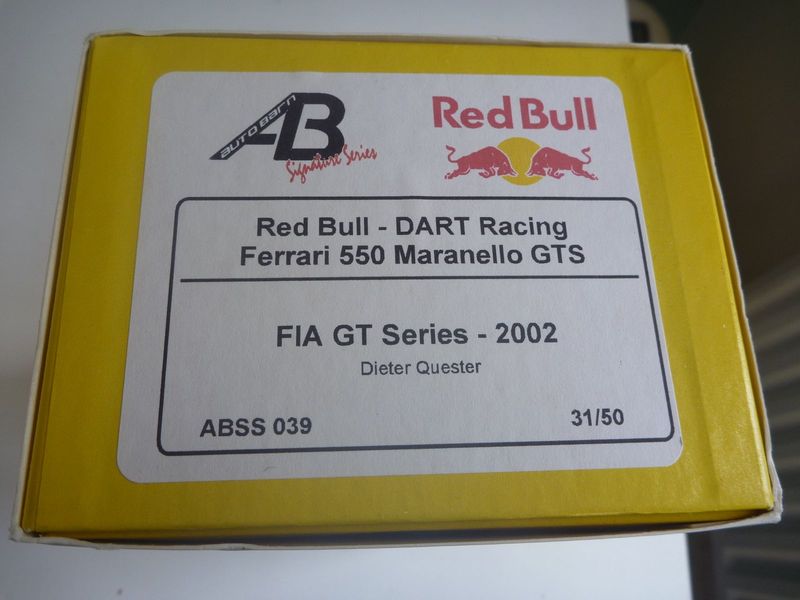 AUTO BARN
AB
Signature Series
Red Bull
Red Bull - DART Racing
Ferrari 550 Maranello GTS
FIA GT Series - 2002
Dieter Quester
ABSS 039
31/50